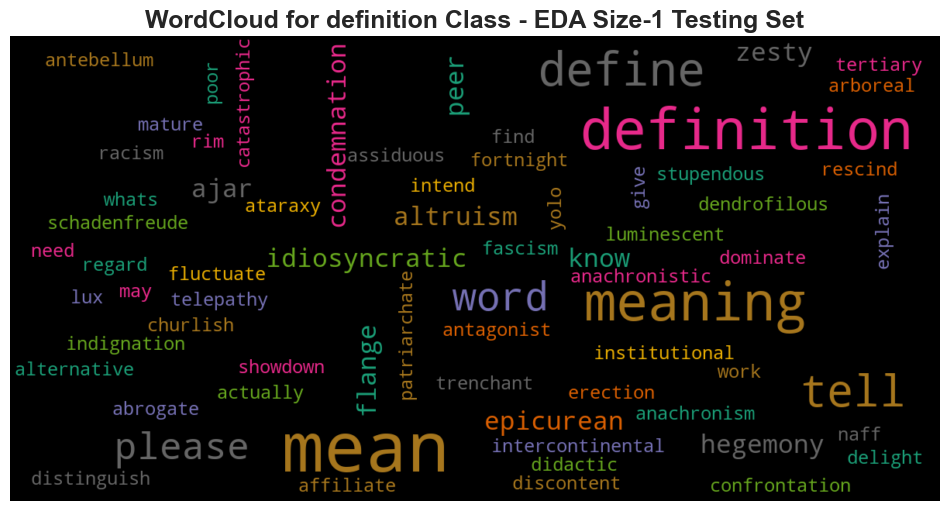 WordCloud for definition Class - EDA Size-1 Testing Set
antebellum
poor
catastrophic
condemnation
peer
define
zesty
tertiary
arboreal
mature
rim
racism
assiduous
find
fortnight
definition
rescind
stupendous
give
whats
ajar
ataraxy
intend
altruism
yolo
dendrofilous
explain
schadenfreude
luminescent
need
regard
fluctuate
idiosyncratic
fascism
know
dominate
anachronistic
lux
may
telepathy
word
meaning
churlish
patriarchate
antagonist
indignation
flange
institutional
alternative
showdown
trenchant
work
actually
erection
tell
abrogate
epicurean
anachronism
please
mean
intercontinental
hegemony
naff
didactic
delight
distinguish
affiliate
discontent
confrontation